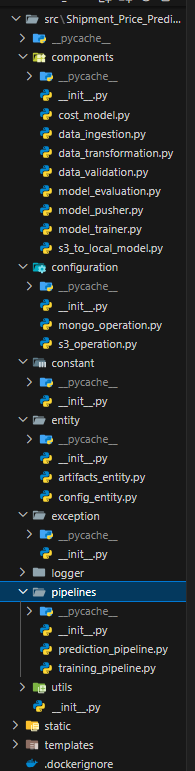 src\Shipment_Price_Predi...
__pycache__
components
__pycache__
__init__.py
cost_model.py
data_ingestion.py
data_transformation.py
data_validation.py
model_evaluation.py
model_pusher.py
model_trainer.py
s3_to_local_model.py
configuration
__pycache__
__init__.py
mongo_operation.py
s3_operation.py
constant
__pycache__
__init__.py
entity
__pycache__
__init__.py
artifacts_entity.py
config_entity.py
exception
__pycache__
__init__.py
logger
pipelines
__pycache__
__init__.py
prediction_pipeline.py
training_pipeline.py
utils
__init__.py
static
templates
.dockerignore